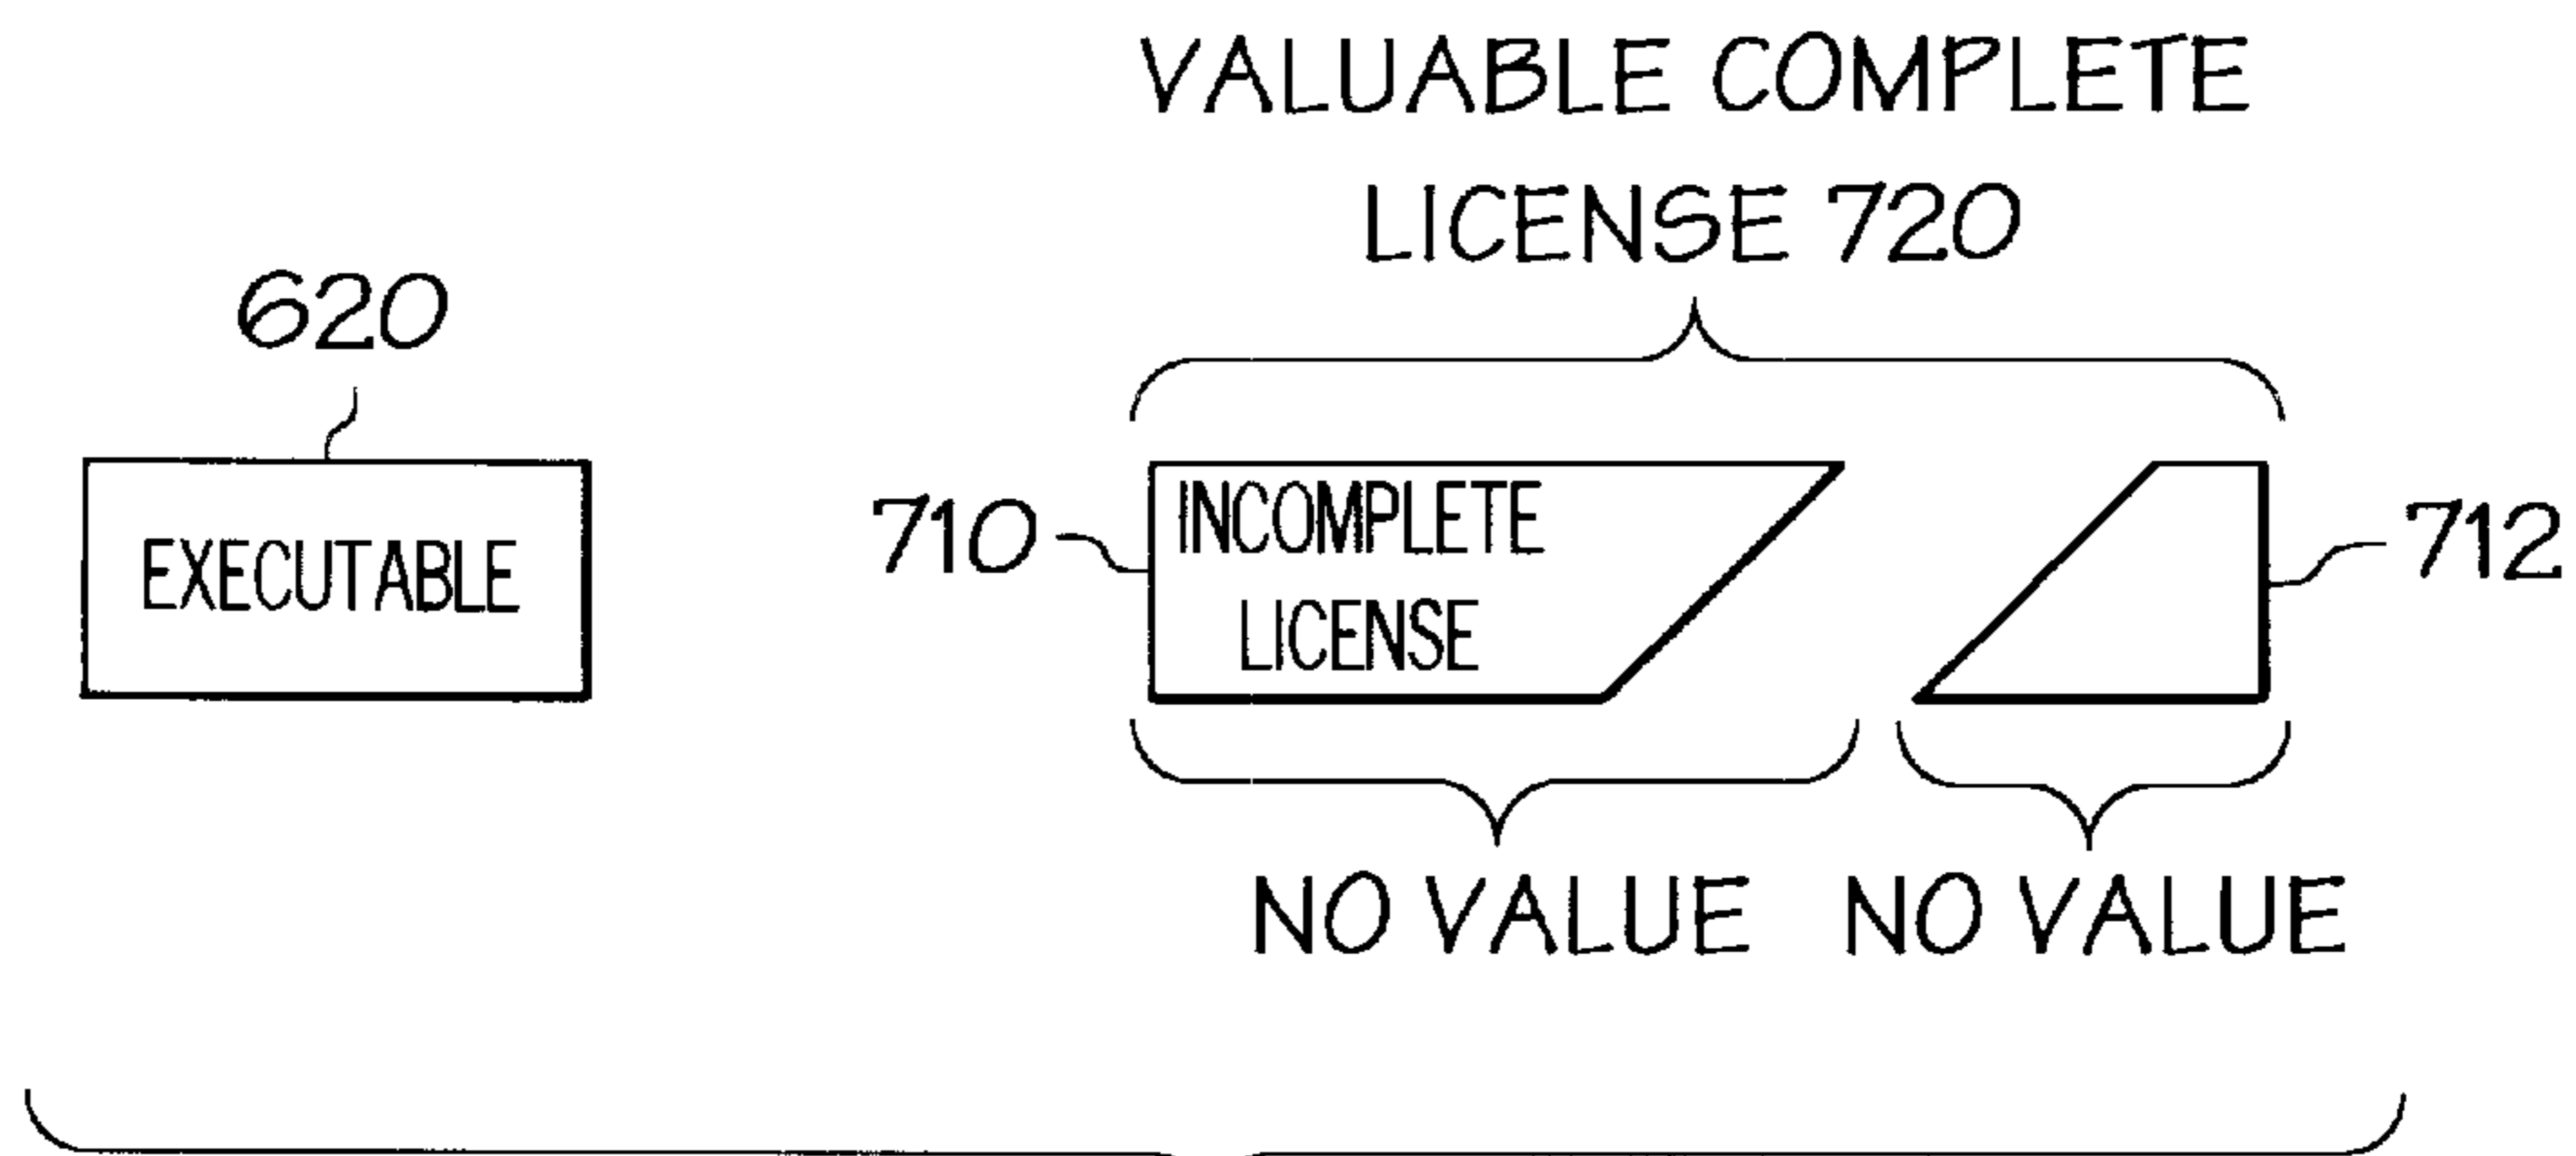 VALUABLE COMPLETE
LICENSE 720
620
EXECUTABLE
710
INCOMPLETE
LICENSE
712
NO VALUE
NO VALUE